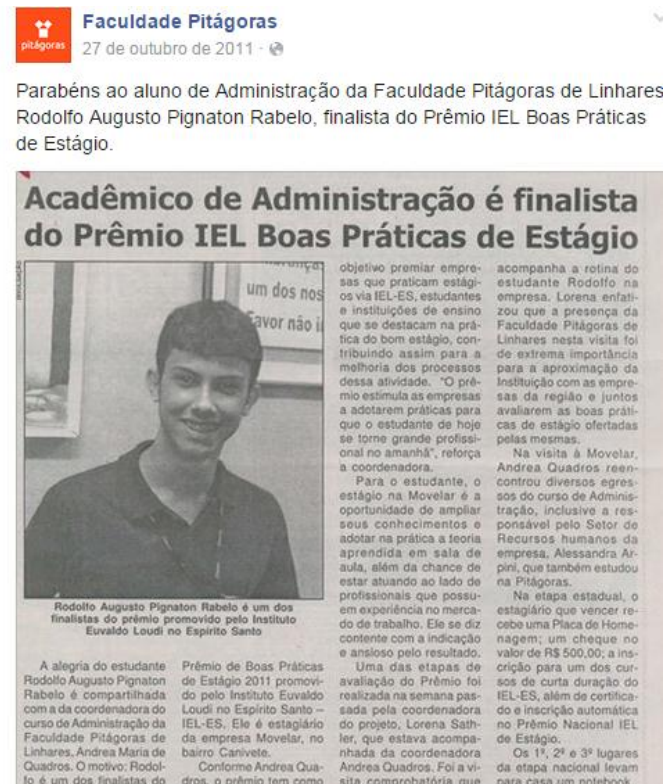 pitágoras
Faculdade Pitágoras
27 de outubro de 2011 ·
Parabéns ao aluno de Administração da Faculdade Pitágoras de Linhares
Rodolfo Augusto Pignaton Rabelo, finalista do Prêmio IEL Boas Práticas
de Estágio.
Acadêmico de Administração é finalista
do Prêmio IEL Boas Práticas de Estágio
DIVULGAÇÃO
um dos nos
favor não
Rodolfo Augusto Pignaton Rabelo é um dos
finalistas do prêmio promovido pelo Instituto
Euvaldo Loudi no Espírito Santo
A alegria do estudante
Rodolfo Augusto Pignaton
Rabelo é compartilhada
com a da coordenadora do
curso de Administração da
Faculdade Pitágoras de
Linhares, Andrea Maria de
Quadros. O motivo: Rodol-
fo é um dos finalistas do
Prêmio de Boas Práticas
de Estágio 2011 promovi-
do pelo Instituto Euvaldo
Loudi no Espírito Santo –
IEL-ES. Ele é estagiário
da empresa Movelar, no
bairro Canivete.
Conforme Andrea Qua-
dros, o prêmio tem como
objetivo premiar empre-
sas que praticam estági-
os via IEL-ES, estudantes
e instituições de ensino
que se destacam na prá-
tica do bom estágio, con-
tribuindo assim para a
melhoria dos processos
dessa atividade. "O prê-
mio estimula as empresas
a adotarem práticas para
que o estudante de hoje
se torne grande profissi-
onal no amanhã", reforça
a coordenadora.
Para o estudante, o
estágio na Movelar é a
oportunidade de ampliar
seus conhecimentos e
adotar na prática a teoria
aprendida em sala de
aula, além da chance de
estar atuando ao lado de
profissionais que possu-
em experiência no merca-
do de trabalho. Ele se diz
contente com a indicação
e ansioso pelo resultado.
Uma das etapas de
avaliação do Prêmio foi
realizada na semana pas-
sada pela coordenadora
do projeto, Lorena Sath-
ler, que estava acompa-
nhada da coordenadora
Andrea Quadros. Foi a vi-
sita comprobatória que
acompanha a rotina do
estudante Rodolfo na
empresa. Lorena enfati-
zou que a presença da
Faculdade Pitágoras de
Linhares nesta visita foi
de extrema importância
para a aproximação da
Instituição com as empre-
sas da região e juntos
avaliarem as boas práti-
cas de estágio ofertadas
pelas mesmas.
Na visita à Movelar,
Andrea Quadros reen-
controu diversos egres-
sos do curso de Adminis-
tração, inclusive a res-
ponsável pelo Setor de
Recursos humanos da
empresa, Alessandra Ar-
pini, que também estudou
na Pitágoras.
Na etapa estadual, o
estagiário que vencer re-
cebe uma Placa de Home-
nagem; um cheque no
valor de R$ 500,00; a ins-
crição para um dos cur-
sos de curta duração do
IEL-ES, além de certifica-
do e inscrição automática
no Prêmio Nacional IEL
de Estágio.
Os 1º, 2º e 3º lugares
da etapa nacional levam
para casa um notebook